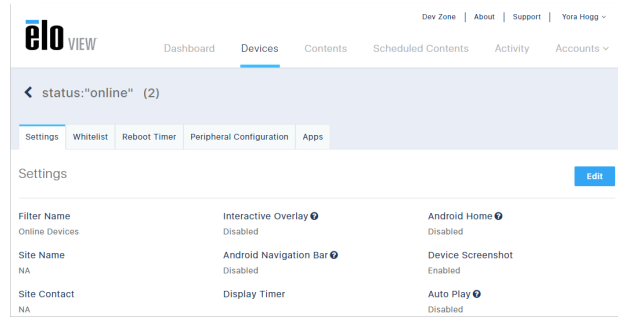 Dev Zone | About | Support | Yora Hogg
ēlo VIEW
Dashboard Devices Contents Scheduled Contents Activity Accounts
status:"online" (2)
Settings Whitelist Reboot Timer Peripheral Configuration Apps
Settings Edit
Filter Name Interactive Overlay ? Android Home ?
Online Devices Disabled Disabled
Site Name Android Navigation Bar ? Device Screenshot
NA Disabled Enabled
Site Contact Display Timer Auto Play ?
NA Disabled